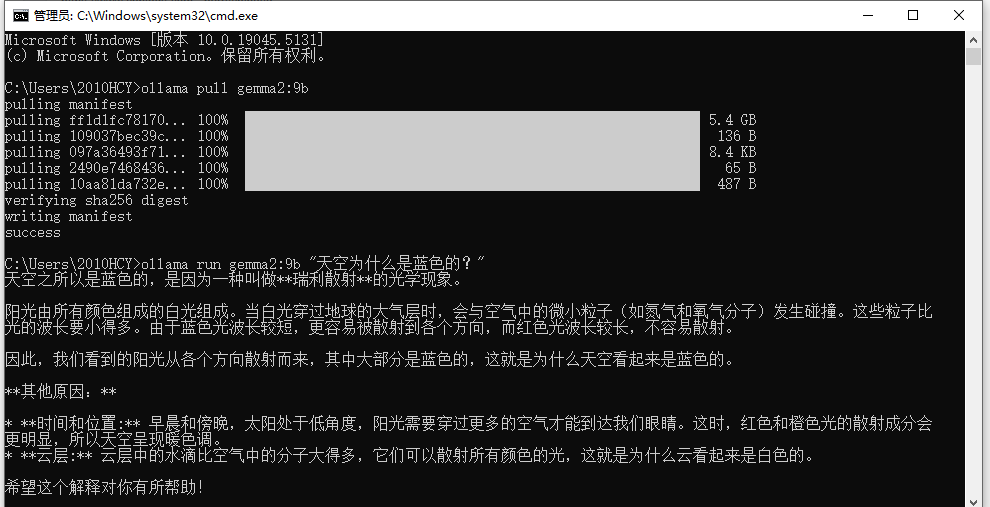 管理员: C:\Windows\system32\cmd.exe
Microsoft Windows [版本 10.0.19045.5131]
(c) Microsoft Corporation。保留所有权利。
C:\Users\2010HCY>ollama pull gemma2:9b
pulling manifest
pulling ff1d1fc78170... 100% 5.4 GB
pulling 109037bec39c... 100% 136 B
pulling 097a36493f71... 100% 8.4 KB
pulling 2490e7468436... 100% 65 B
pulling 10aa81da732e... 100% 487 B
verifying sha256 digest
writing manifest
success
C:\Users\2010HCY>ollama run gemma2:9b "天空为什么是蓝色的？"
天空之所以是蓝色的，是因为一种叫做**瑞利散射**的光学现象。
阳光由所有颜色组成的白光组成。当白光穿过地球的大气层时，会与空气中的微小粒子（如氮气和氧气分子）发生碰撞。这些粒子比
光的波长要小得多。由于蓝色光波长较短，更容易被散射到各个方向，而红色光波长较长，不容易散射。
因此，我们看到的阳光从各个方向散射而来，其中大部分是蓝色的，这就是为什么天空看起来是蓝色的。
**其他原因：**
* **时间和位置:** 早晨和傍晚，太阳处于低角度，阳光需要穿过更多的空气才能到达我们眼睛。这时，红色和橙色光的散射成分会
更明显，所以天空呈现暖色调。
* **云层:** 云层中的水滴比空气中的分子大得多，它们可以散射所有颜色的光，这就是为什么云看起来是白色的。
希望这个解释对你有所帮助！